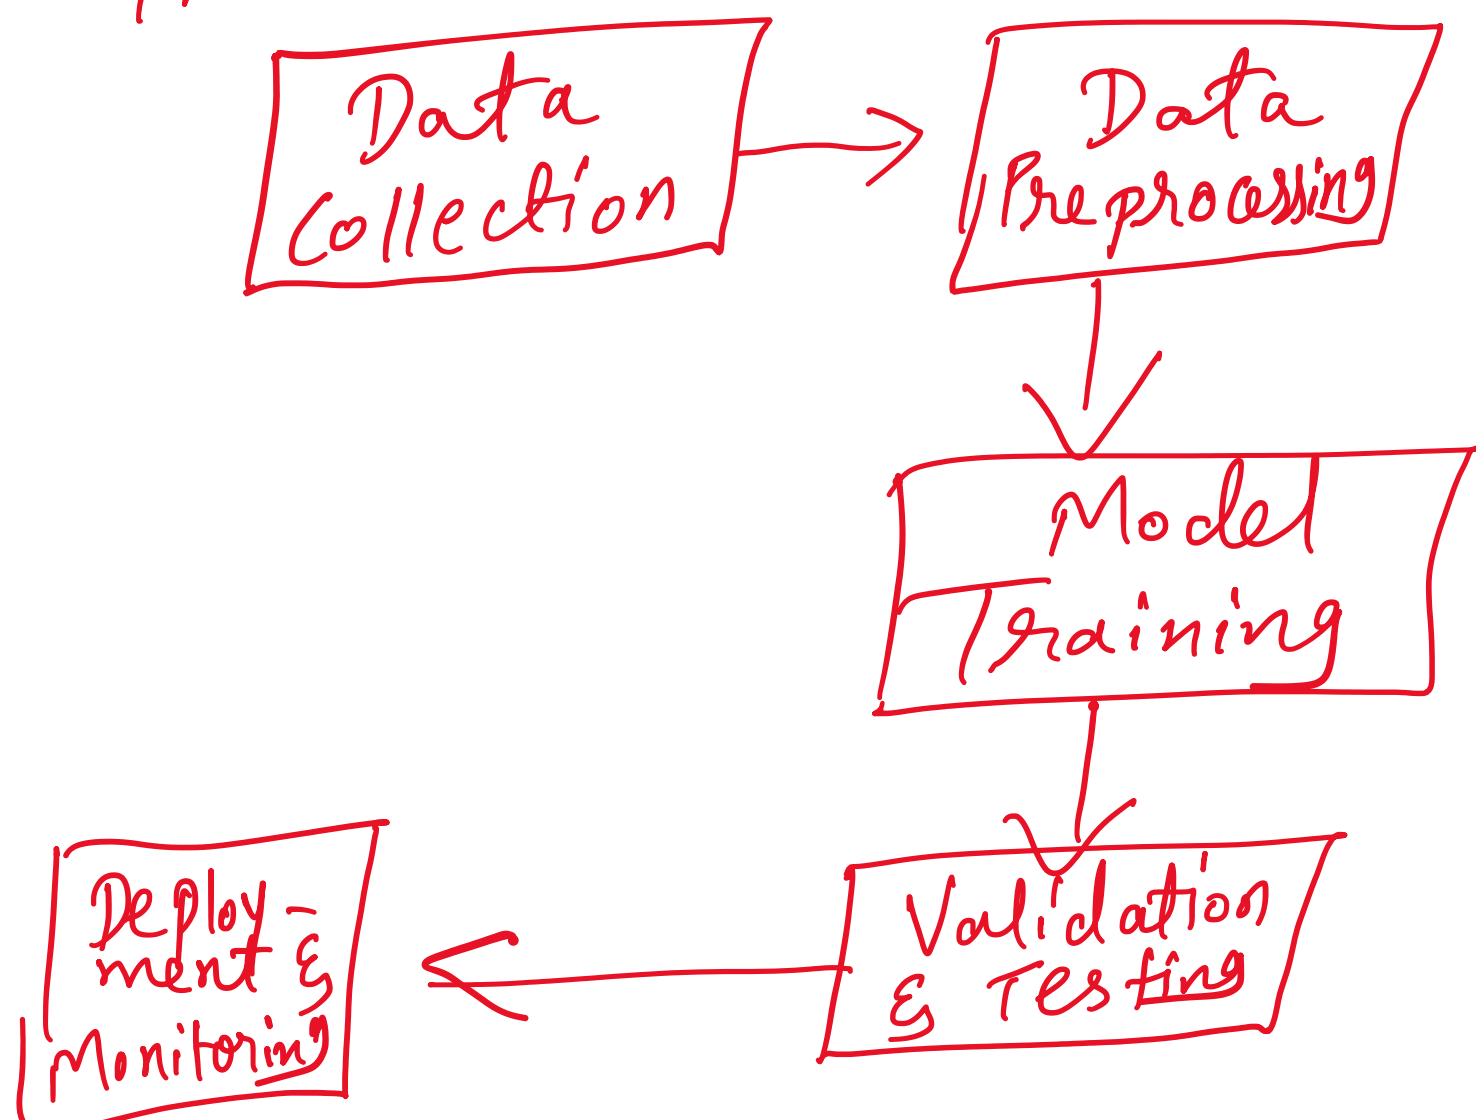 Data
Collection
Data
Preprocessing
Model
Training
Validation
& Testing
Deploy-
ment &
Monitoring